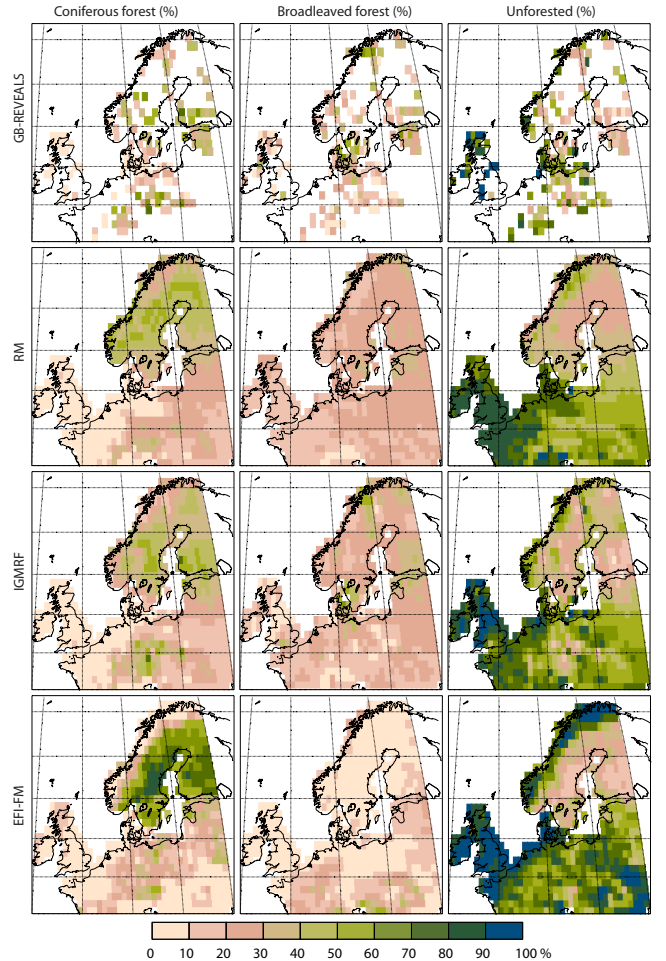 Coniferous forest (%) Broadleaved forest (%) Unforested (%)
GB-REVEALS
RM
IGMRF
EFI-FM
0 10 20 30 40 50 60 70 80 90 100 %